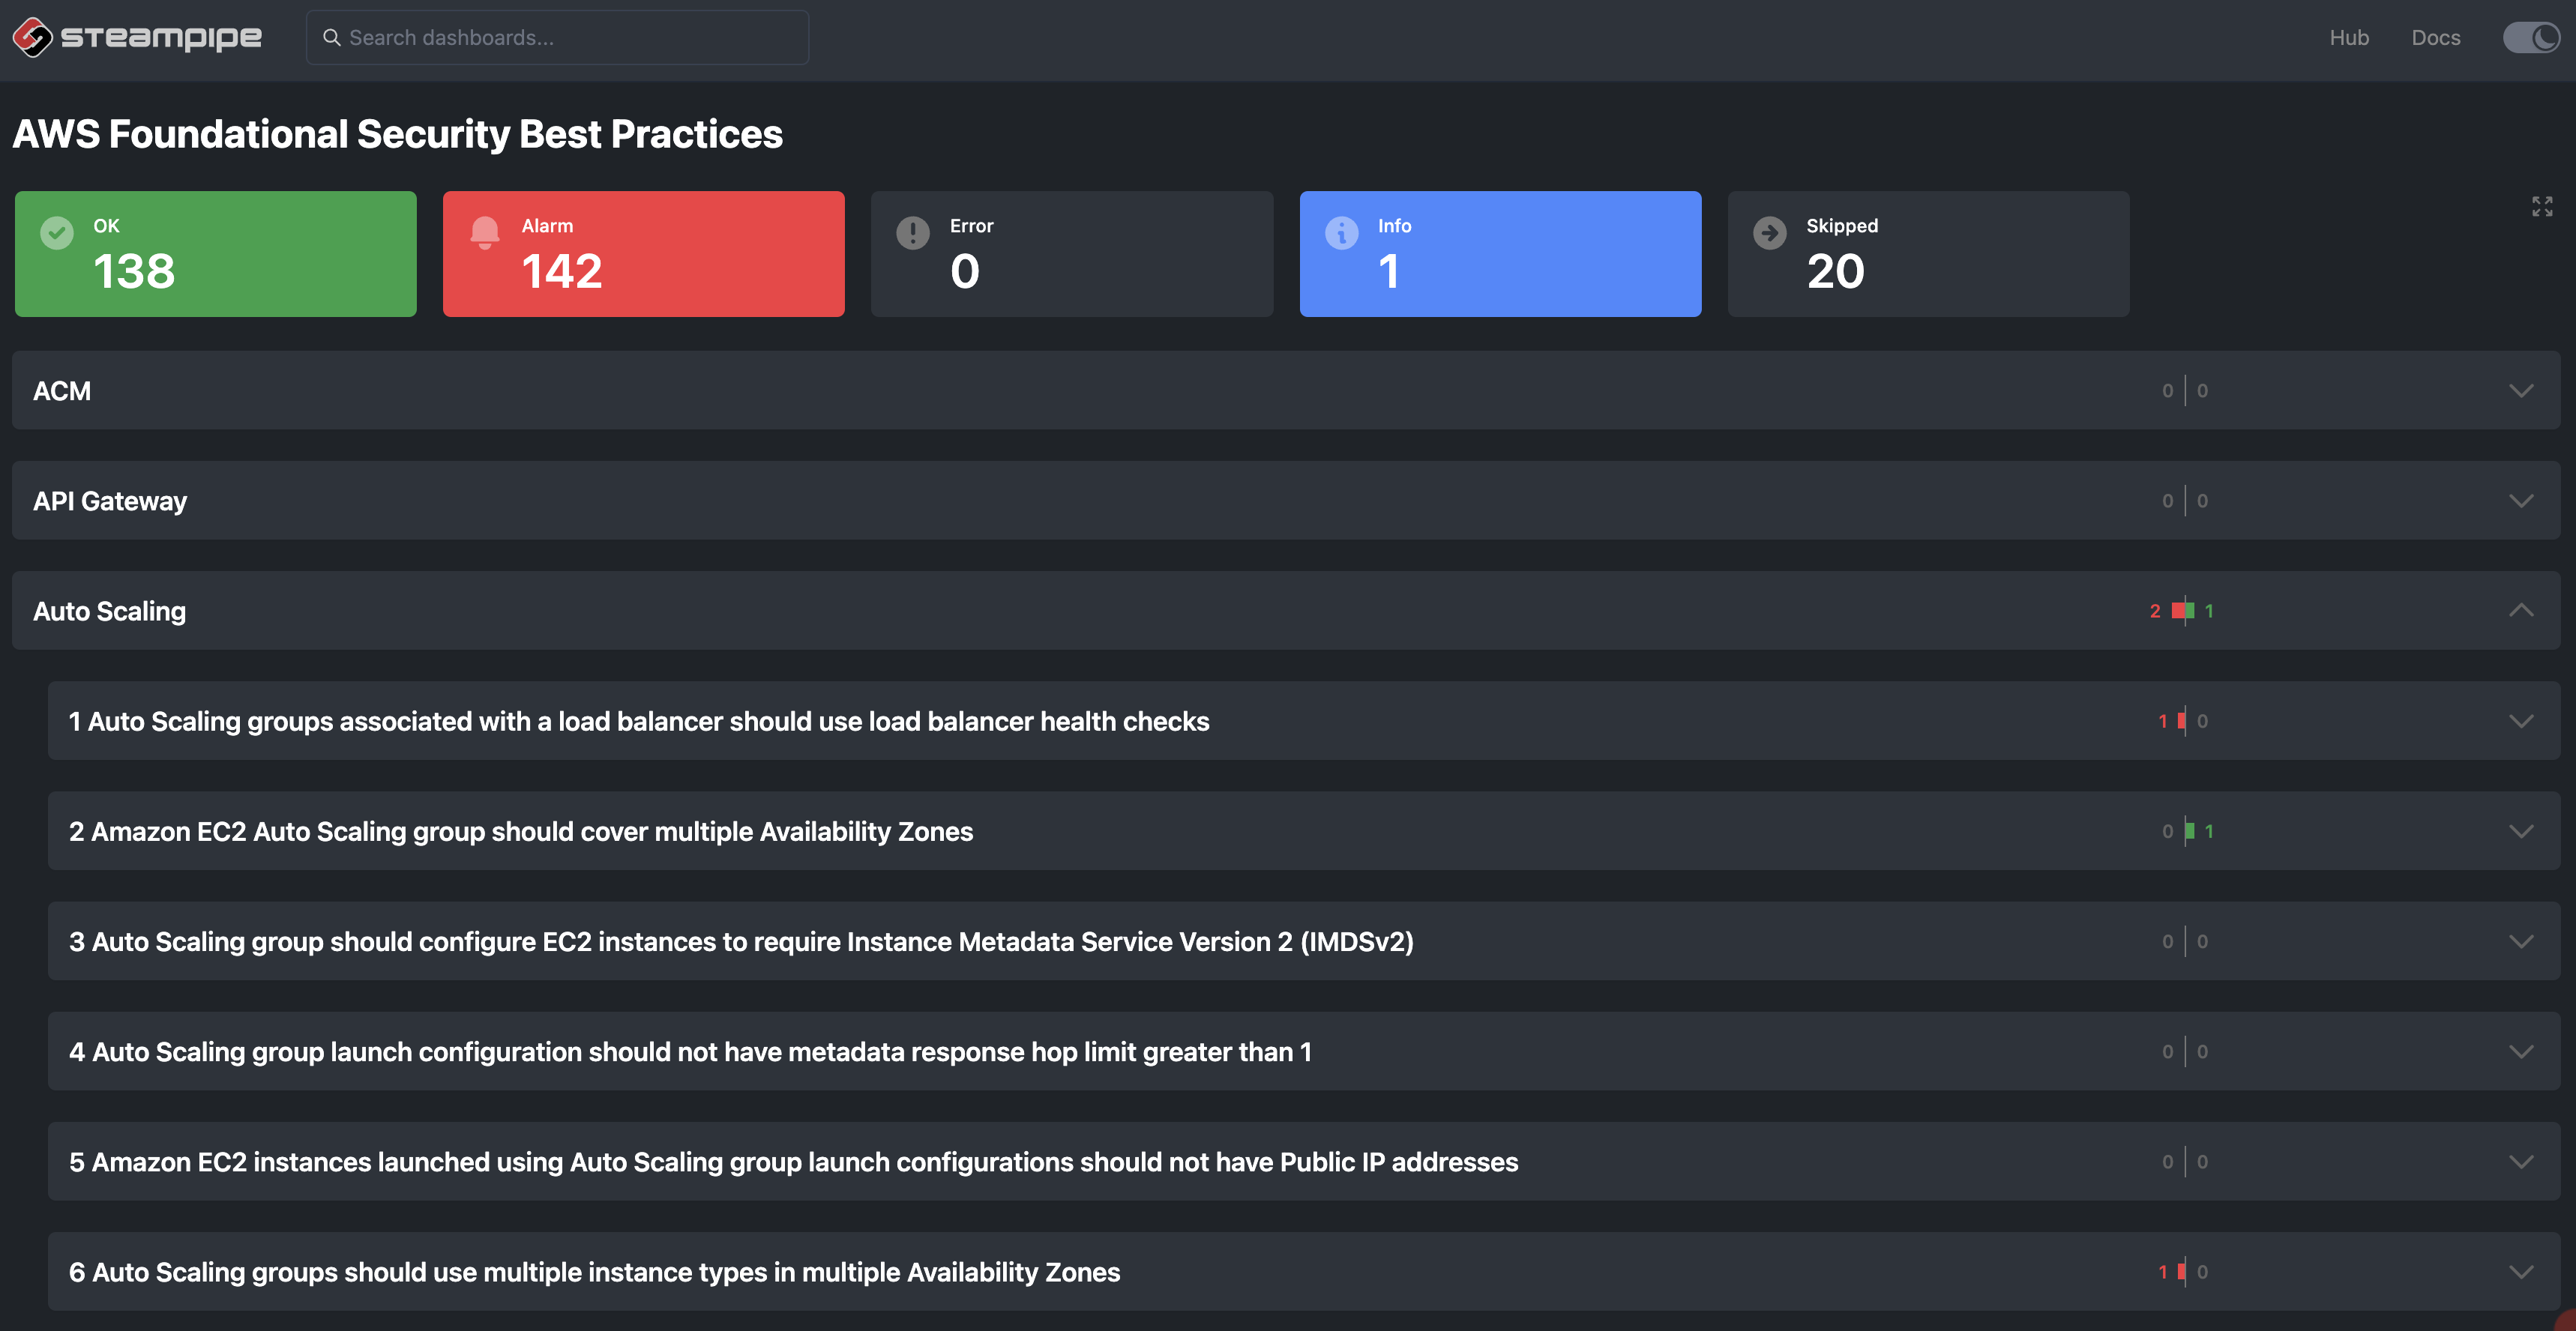 steampipe
Search dashboards...
Hub
Docs
AWS Foundational Security Best Practices
OK
138
Alarm
142
Error
0
Info
1
Skipped
20
ACM
0 0
API Gateway
0 0
Auto Scaling
2 1
1 Auto Scaling groups associated with a load balancer should use load balancer health checks
1 0
2 Amazon EC2 Auto Scaling group should cover multiple Availability Zones
0 1
3 Auto Scaling group should configure EC2 instances to require Instance Metadata Service Version 2 (IMDSv2)
0 0
4 Auto Scaling group launch configuration should not have metadata response hop limit greater than 1
0 0
5 Amazon EC2 instances launched using Auto Scaling group launch configurations should not have Public IP addresses
0 0
6 Auto Scaling groups should use multiple instance types in multiple Availability Zones
1 0